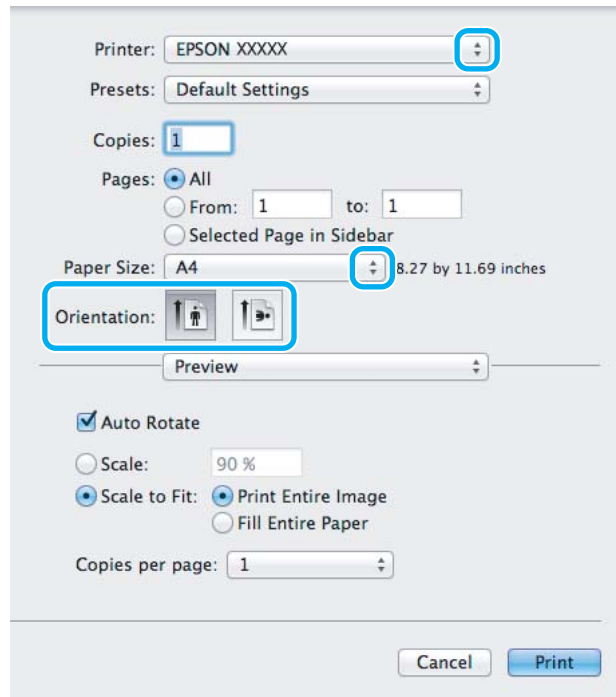 Printer: EPSON XXXXX
Presets: Default Settings
Copies: 1
Pages: All
From: 1 to: 1
Selected Page in Sidebar
Paper Size: A4 8.27 by 11.69 inches
Orientation:
Preview
Auto Rotate
Scale: 90 %
Scale to Fit: Print Entire Image
Fill Entire Paper
Copies per page: 1
Cancel Print